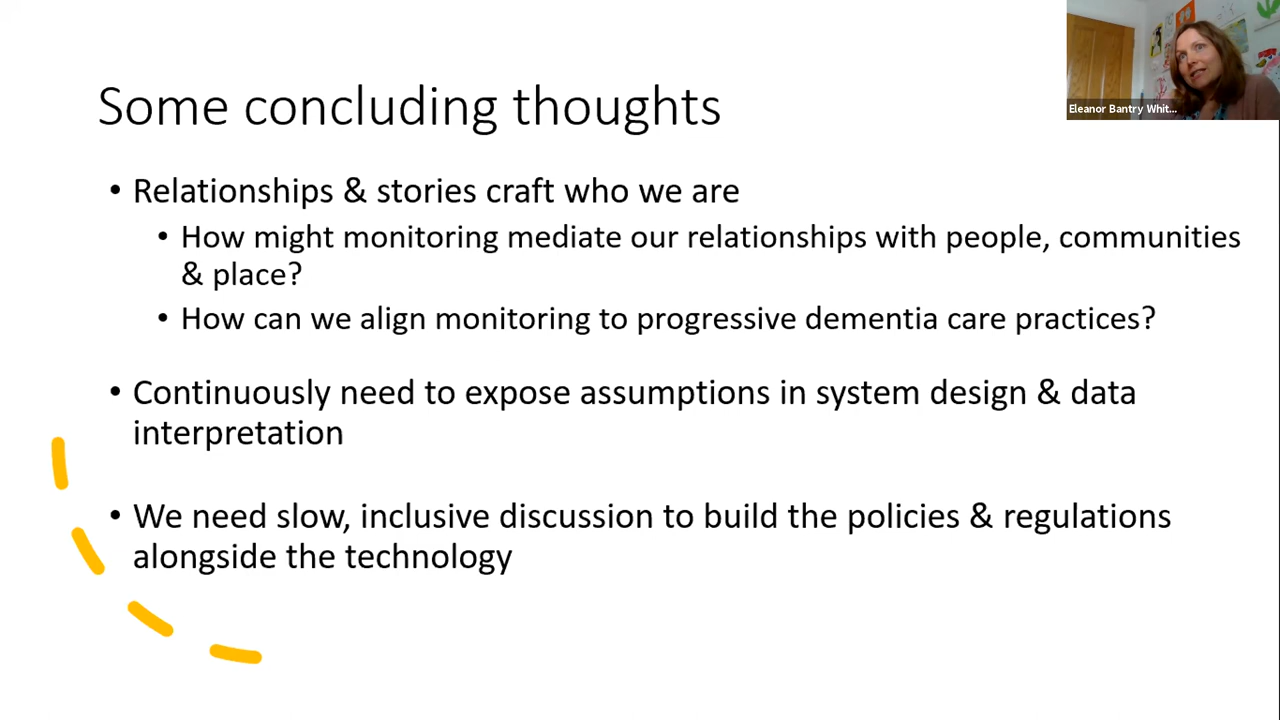 Some concluding thoughts
Eleanor Bantry Whit...
• Relationships & stories craft who we are
• How might monitoring mediate our relationships with people, communities
& place?
• How can we align monitoring to progressive dementia care practices?
• Continuously need to expose assumptions in system design & data
interpretation
• We need slow, inclusive discussion to build the policies & regulations
alongside the technology